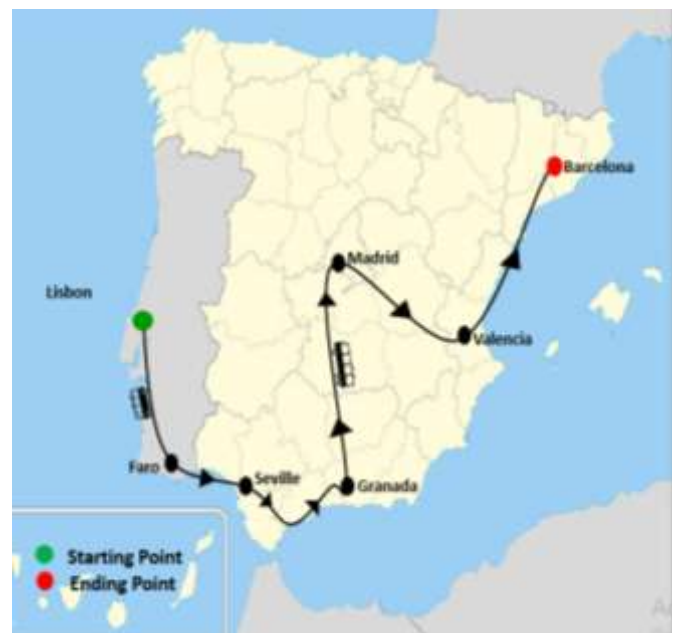 Barcelona
Madrid
Lisbon
Valencia
Faro
Seville
Granada
Starting Point
Ending Point